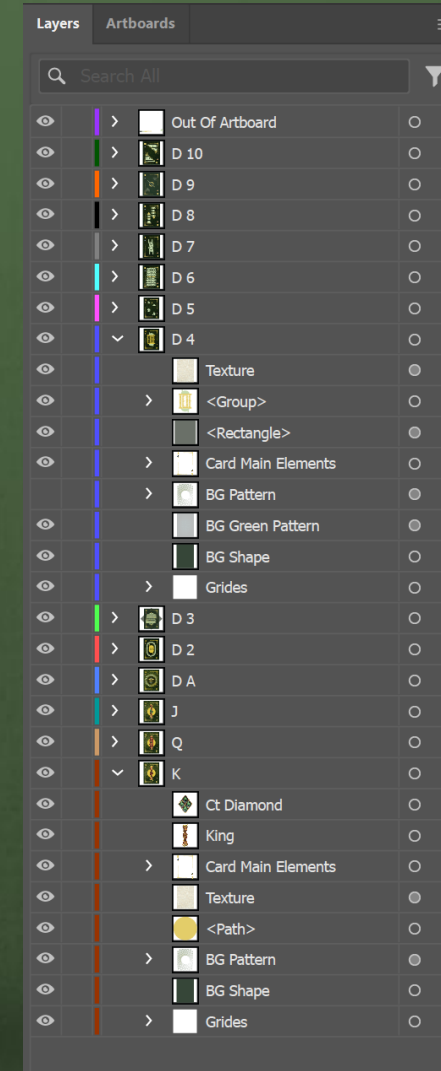 Layers Artboards
Search All
Out Of Artboard
D 10
D 9
D 8
D 7
D 6
D 5
D 4
Texture
<Group>
<Rectangle>
Card Main Elements
BG Pattern
BG Green Pattern
BG Shape
Grides
D 3
D 2
D A
J
Q
K
Ct Diamond
King
Card Main Elements
Texture
<Path>
BG Pattern
BG Shape
Grides